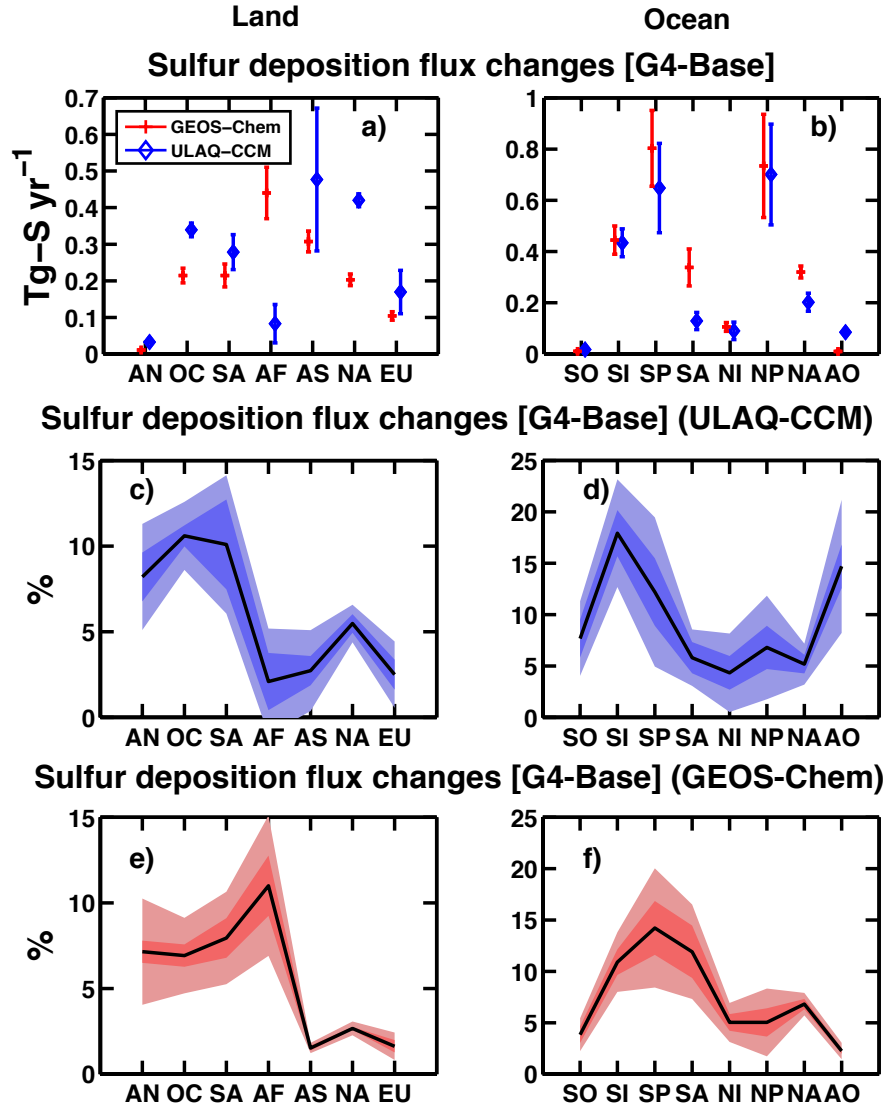 Land Ocean
Sulfur deposition flux changes [G4-Base]
Tg−S yr−1
0.7
0.6
0.5
0.4
0.3
0.2
0.1
0
GEOS−Chem
ULAQ−CCM
a)
AN OC SA AF AS NA EU
1
0.8
0.6
0.4
0.2
0
b)
SO SI SP SA NI NP NA AO
Sulfur deposition flux changes [G4-Base] (ULAQ-CCM)
%
15
10
5
0
c)
AN OC SA AF AS NA EU
25
20
15
10
5
0
d)
SO SI SP SA NI NP NA AO
Sulfur deposition flux changes [G4-Base] (GEOS-Chem)
%
15
10
5
0
e)
AN OC SA AF AS NA EU
25
20
15
10
5
0
f)
SO SI SP SA NI NP NA AO